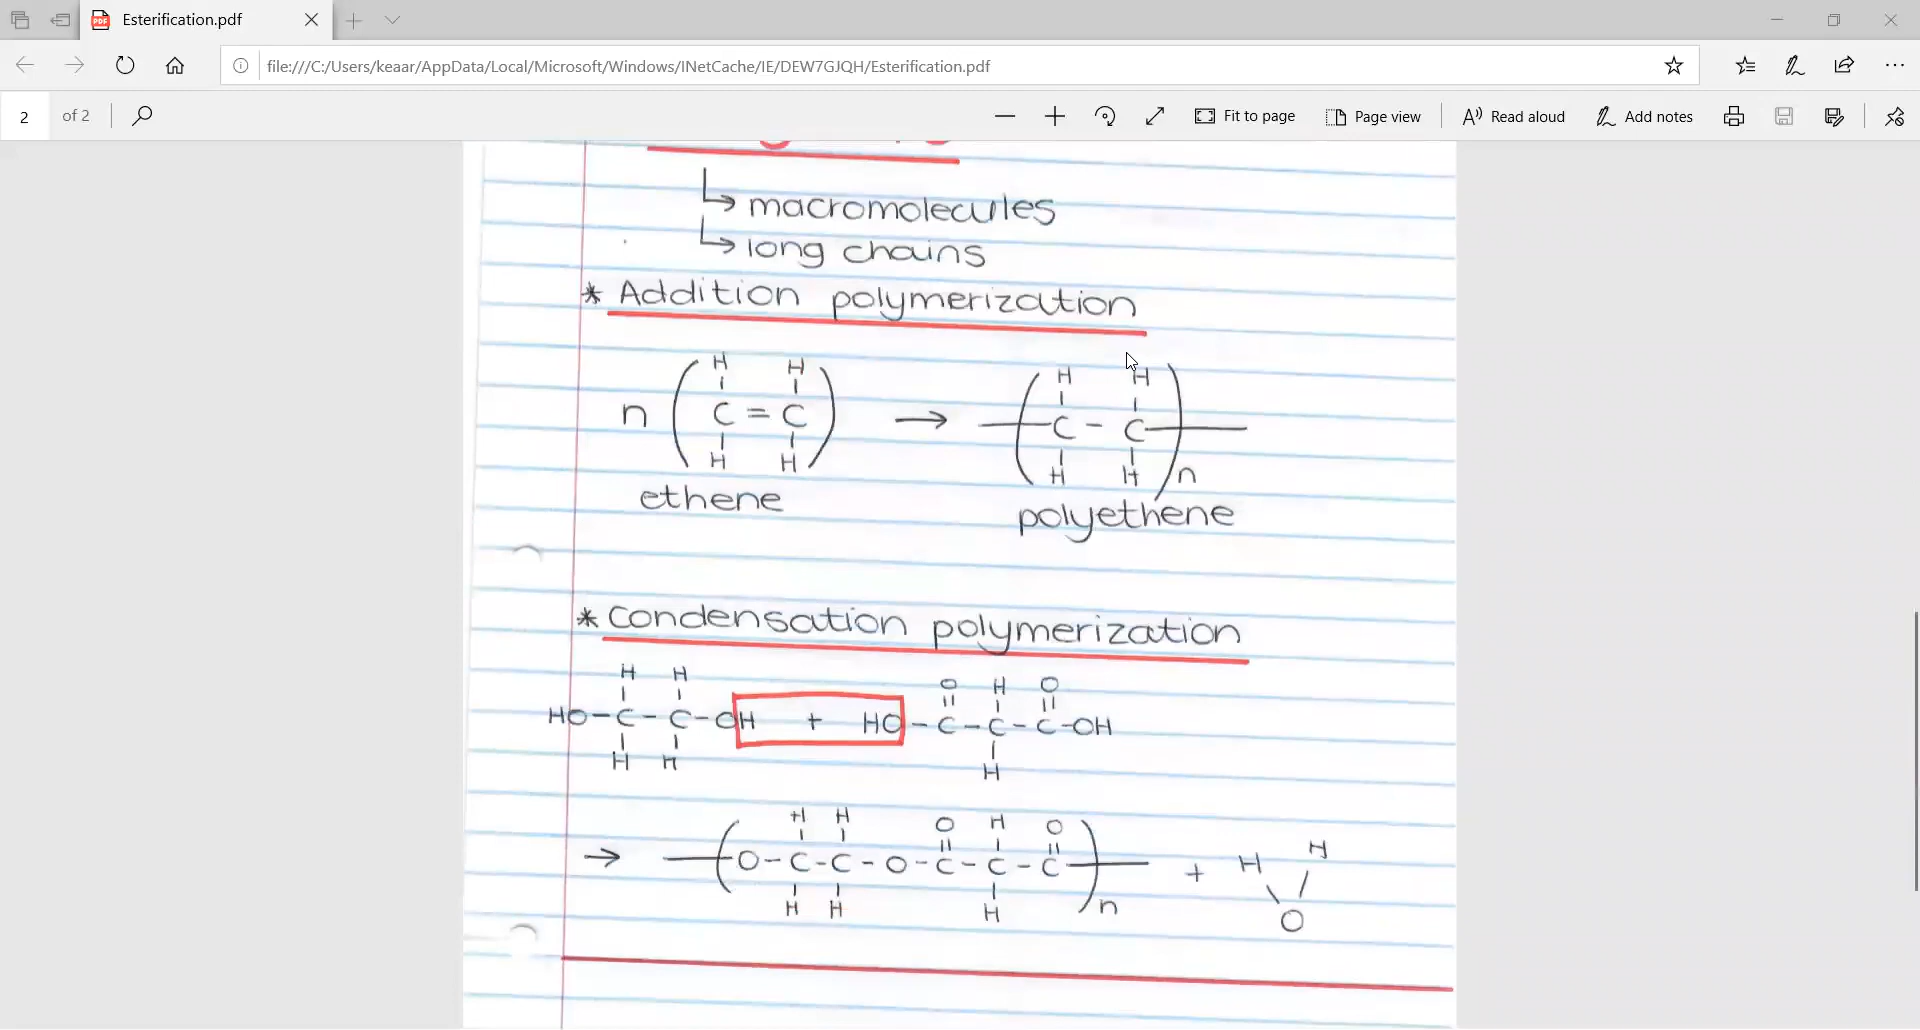 Esterification.pdf
file:///C:/Users/keaar/AppData/Local/Microsoft/Windows/INetCache/IE/DEW7GJQH/Esterification.pdf
2 of 2
Fit to page
Page view
Read aloud
Add notes
macromolecules
long chains
* Addition polymerization
H H H H
n ( C = C ) → ( C - C )
H H H H n
ethene
polyethene
* Condensation polymerization
H H O H O
HO - C - C - OH + HO - C - C - C - OH
H H H
H H O H O
→ ( O - C - C - O - C - C - C ) + H H
H H H n O